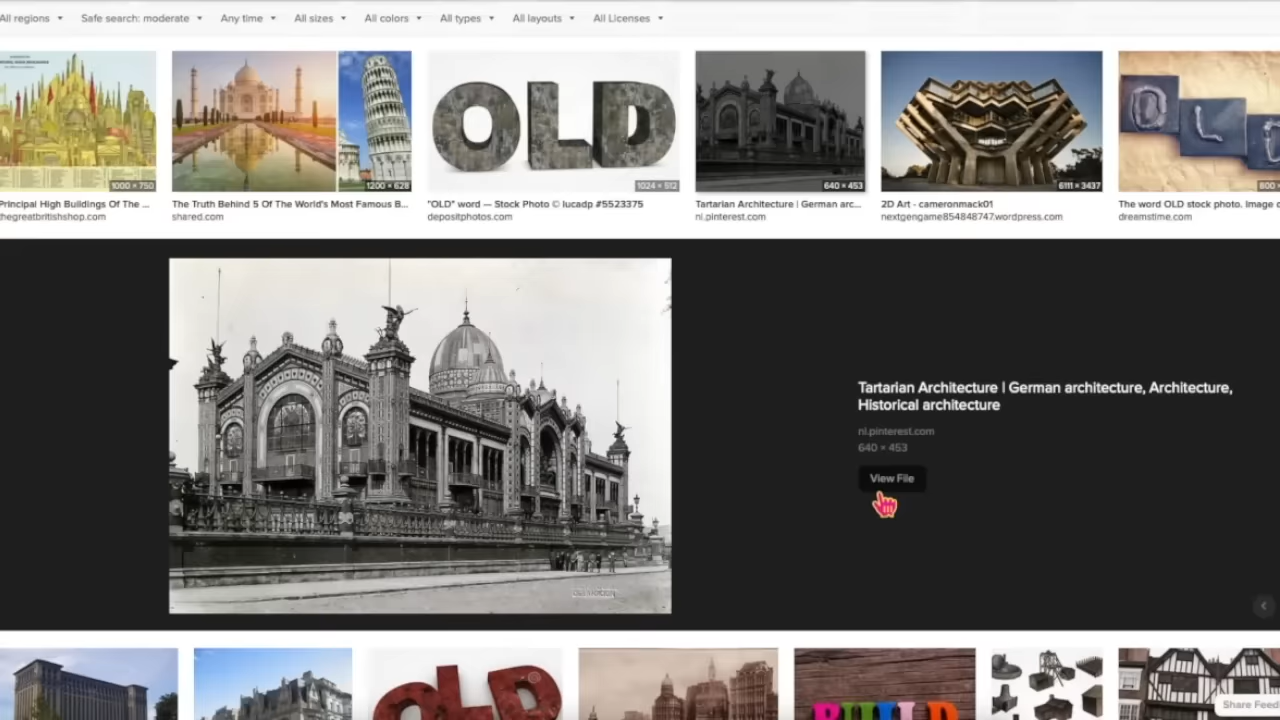 All regions
Safe search: moderate
Any time
All sizes
All colors
All types
All layouts
All Licenses
1000 × 750
1200 × 628
OLD
1024 × 512
640 × 453
6111 × 3437
OL
600
Principal High Buildings Of The ...
The Truth Behind 5 Of The World's Most Famous B...
"OLD" word — Stock Photo © lucadp #5523375
Tartarian Architecture | German arc...
2D Art - cameronmack01
The word OLD stock photo. Image
thegreatbritishshop.com
shared.com
depositphotos.com
nl.pinterest.com
nextgengame854848747.wordpress.com
dreamstime.com
Tartarian Architecture | German architecture, Architecture,
Historical architecture
nl.pinterest.com
640 × 453
View File
OLD
BUILD
Share Feed